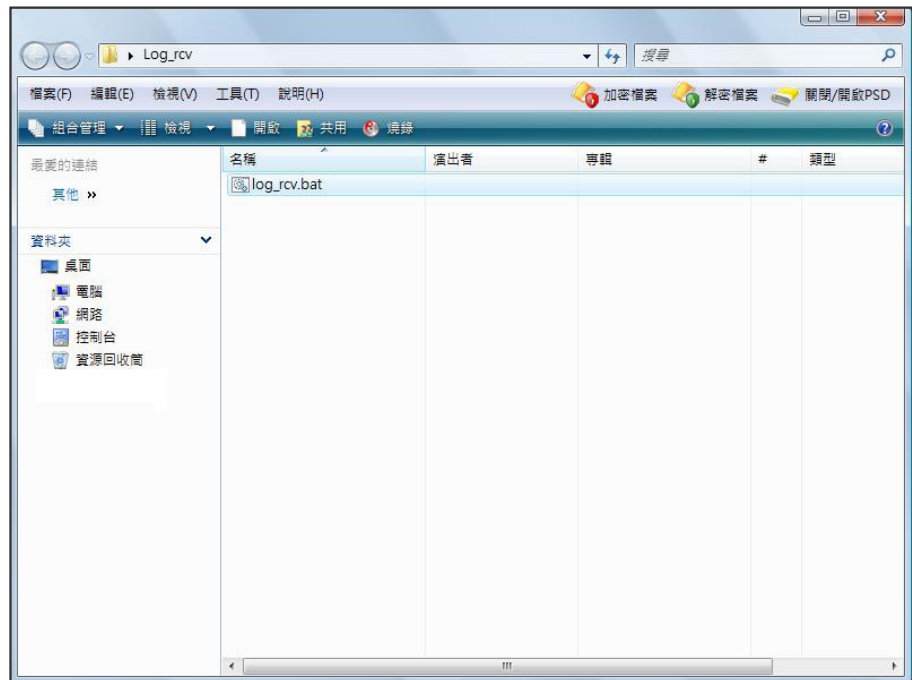 Log_rcv 搜尋
檔案(F) 編輯(E) 檢視(V) 工具(T) 說明(H) 加密檔案 解密檔案 關閉/開啟PSD
組合管理 檢視 開啟 共用 燒錄
最愛的連結
其他 »
資料夾
桌面
電腦
網路
控制台
資源回收筒
名稱 演出者 專輯 # 類型
log_rcv.bat